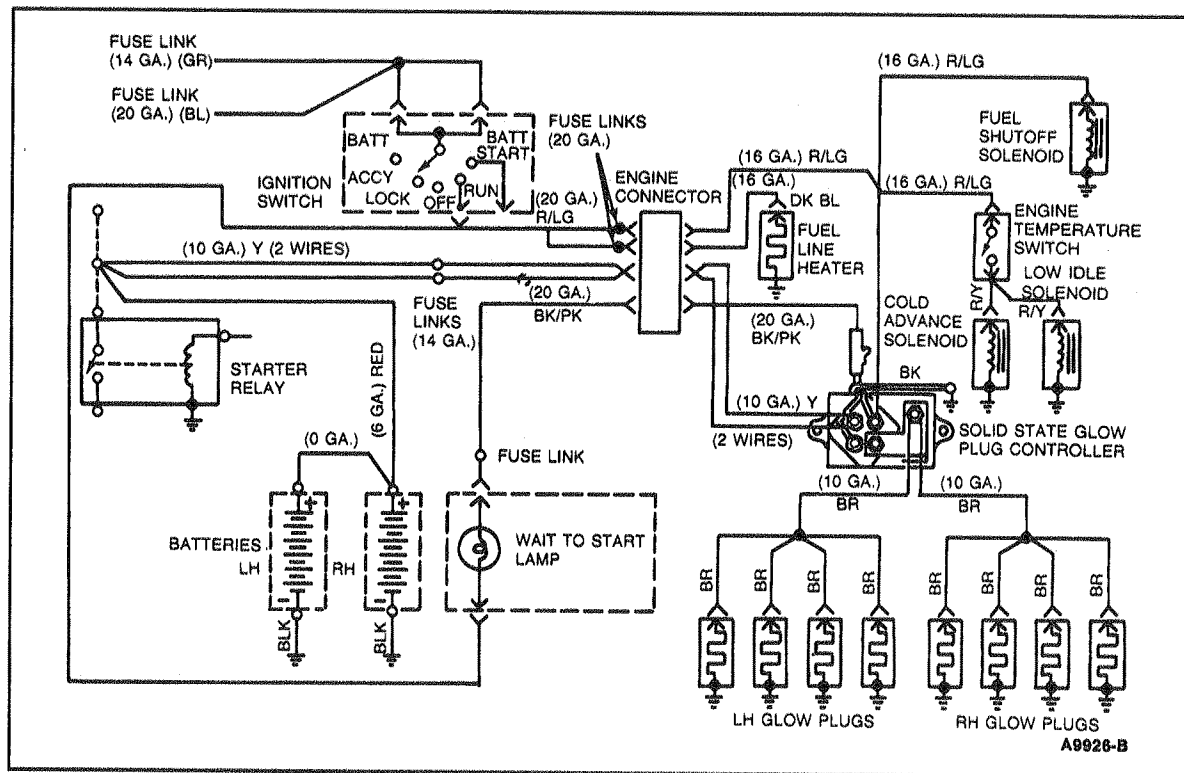 FUSE LINK
(14 GA.) (GR)
FUSE LINK
(20 GA.) (BL)
BATT
BATT
START
ACCY
LOCK
OFF
RUN
IGNITION
SWITCH
FUSE LINKS
(20 GA.)
ENGINE
CONNECTOR
(20 GA.)
R/LG
(16 GA.) R/LG
(16 GA.)
DK BL
FUEL
LINE
HEATER
(16 GA.) R/LG
FUEL
SHUTOFF
SOLENOID
(16 GA.) R/LG
ENGINE
TEMPERATURE
SWITCH
LOW IDLE
SOLENOID
R/Y
R/Y
COLD
ADVANCE
SOLENOID
(10 GA.) Y (2 WIRES)
FUSE
LINKS
(14 GA.)
(20 GA.)
BK/PK
(20 GA.)
BK/PK
BK
STARTER
RELAY
(6 GA.) RED
(10 GA.) Y
(2 WIRES)
SOLID STATE GLOW
PLUG CONTROLLER
(0 GA.)
FUSE LINK
(10 GA.)
BR
(10 GA.)
BR
BATTERIES
LH
RH
+
+
-
-
BLK
BLK
WAIT TO START
LAMP
BR
BR
BR
BR
BR
BR
BR
BR
LH GLOW PLUGS
RH GLOW PLUGS
A9926-B